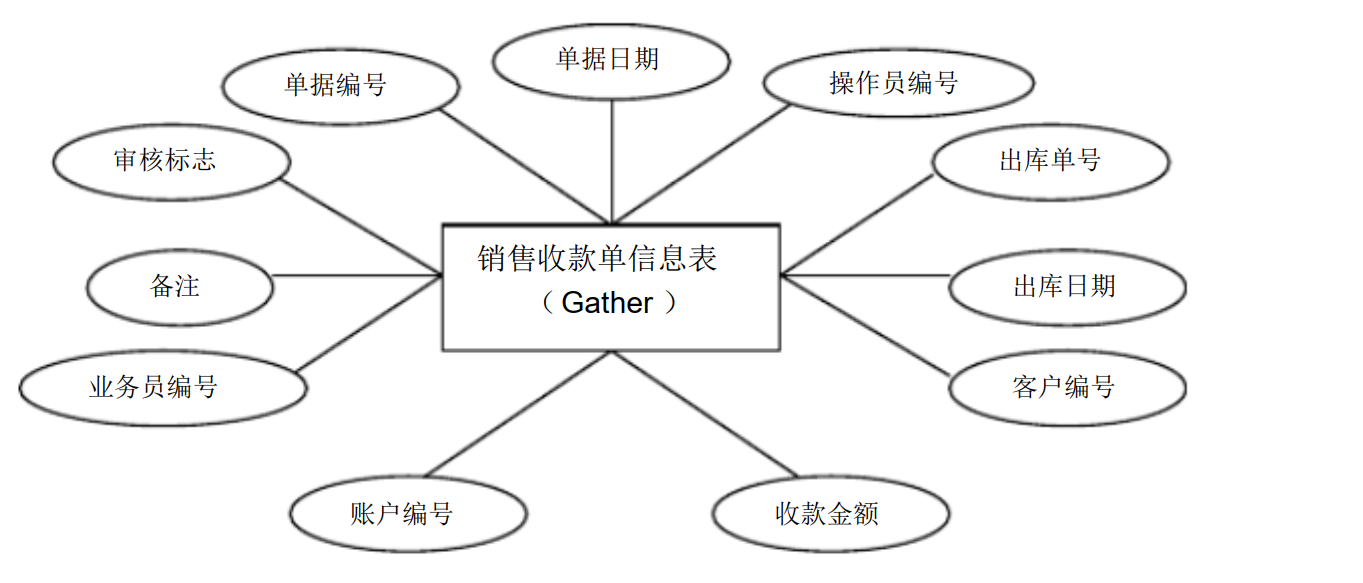 单据日期
单据编号
操作员编号
审核标志
出库单号
销售收款单信息表
（ Gather ）
备注
出库日期
业务员编号
客户编号
账户编号
收款金额